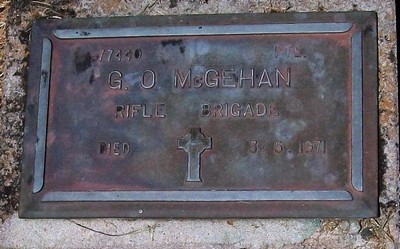 77440 PTE.
G. O. McGEHAN
RIFLE BRIGADE
DIED 3.6.1971